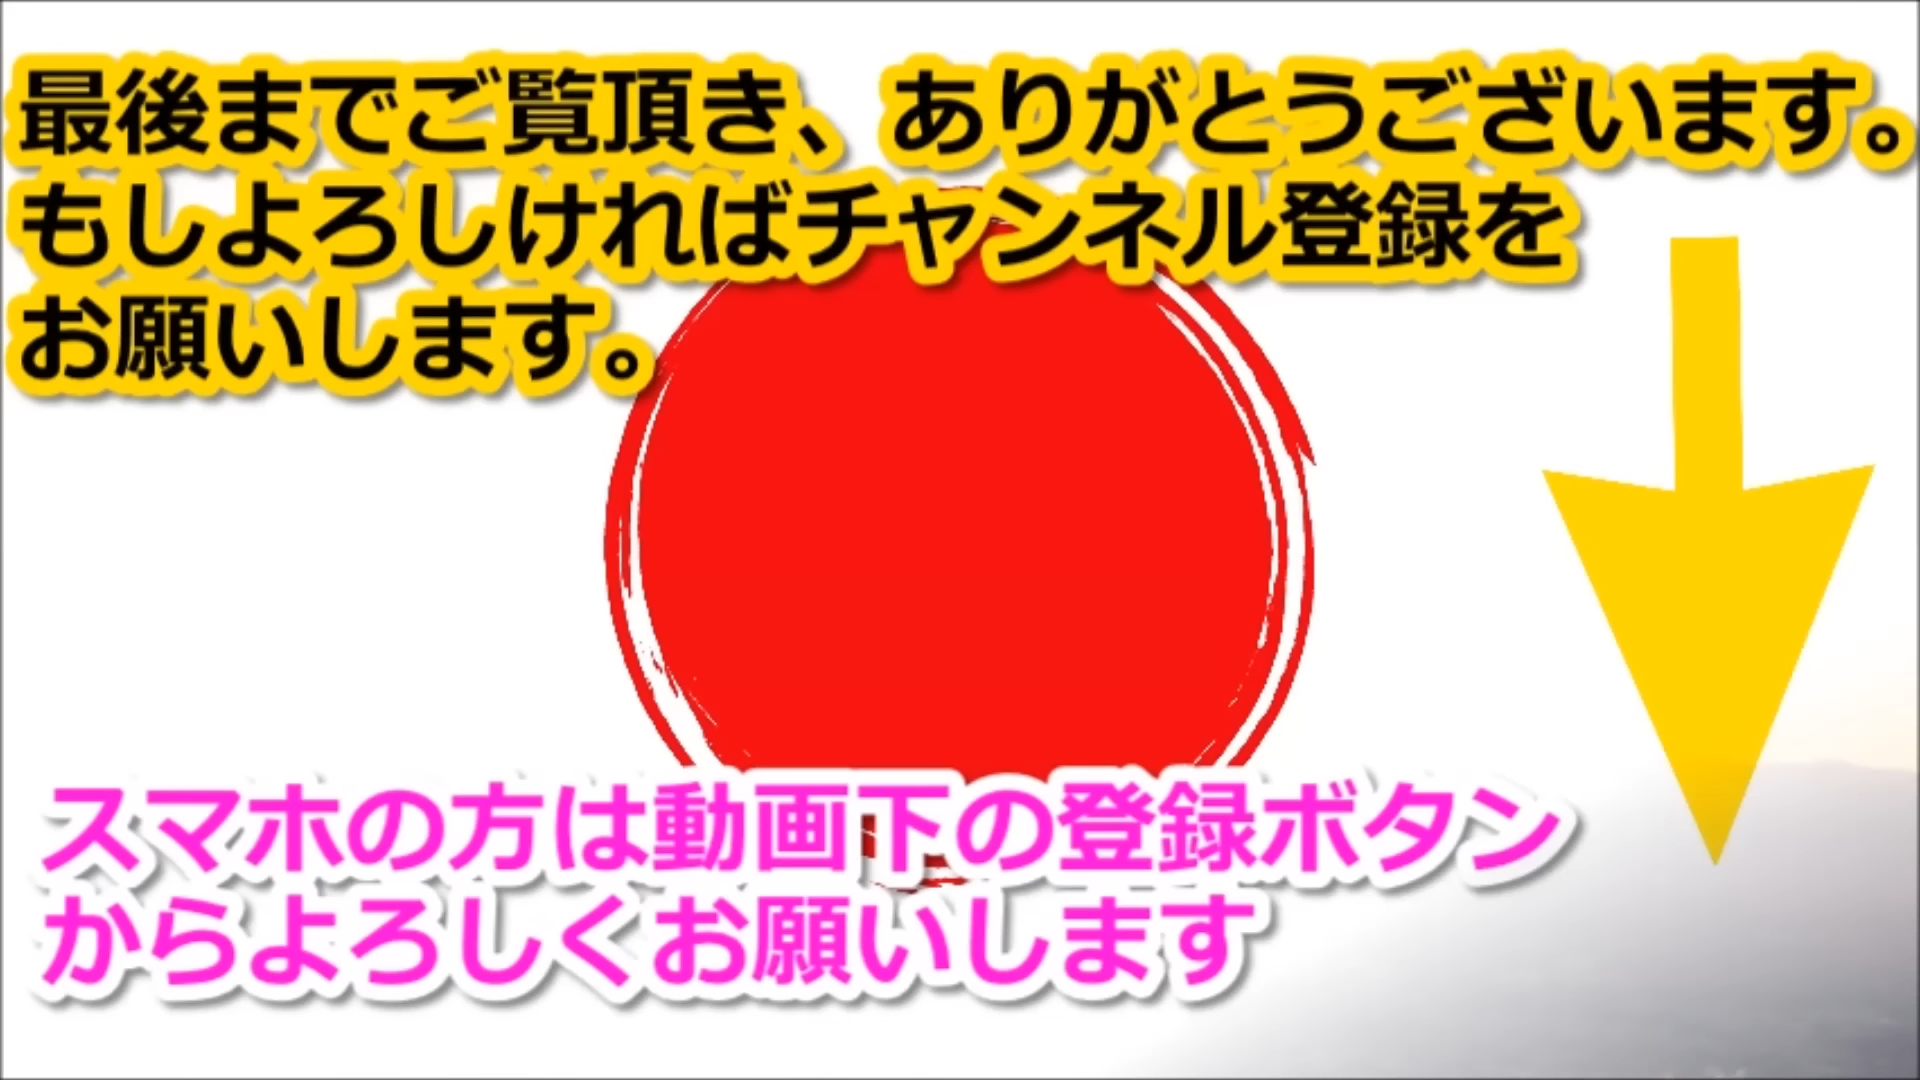 最後までご覧頂き、ありがとうございます。
もしよろしければチャンネル登録を
お願いします。
スマホの方は動画下の登録ボタン
からよろしくお願いします